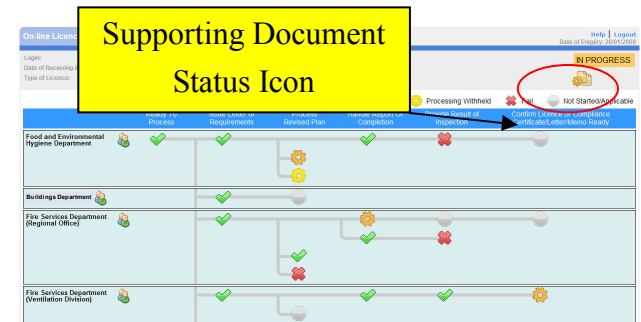 Supporting Document
Status Icon
On-line Licenc
Help | Logout
Date of Enquiry: 28/01/2008
Login:
Date of Receiving A
Type of Licence:
IN PROGRESS
Processing Withheld
Fail
Not Started/Applicable
Ready To
Process
Issue Letter of
Requirements
Process
Revised Plan
Handle Report Of
Completion
Provide Result of
Inspection
Confirm Licence or Compliance
Certificate/Letter/Memo Ready
Food and Environmental
Hygiene Department
Buildings Department
Fire Services Department
(Regional Office)
Fire Services Department
(Ventilation Division)